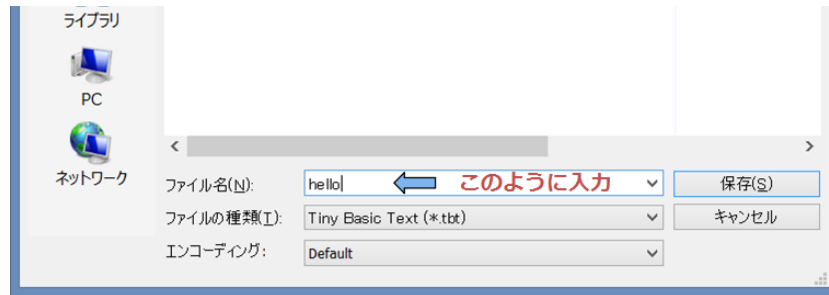 ライブラリ
PC
ネットワーク
ファイル名(N): hello このように入力 保存(S)
ファイルの種類(T): Tiny Basic Text (*.tbt) キャンセル
エンコーディング: Default